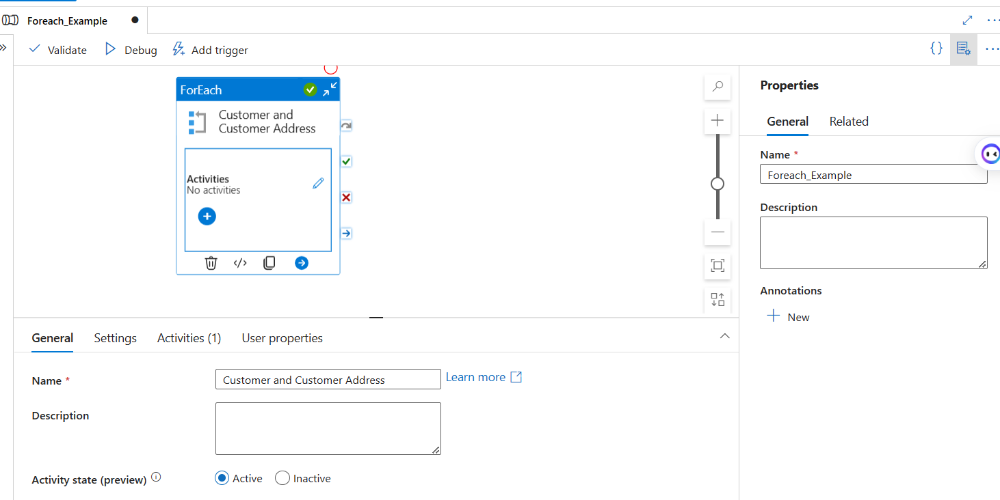 Foreach_Example
Validate
Debug
Add trigger
ForEach
Customer and
Customer Address
Activities
No activities
General
Settings
Activities (1)
User properties
Name *
Customer and Customer Address
Learn more
Description
Activity state (preview)
Active
Inactive
Properties
General
Related
Name *
Foreach_Example
Description
Annotations
New